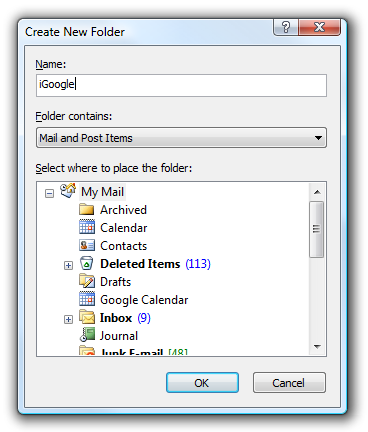 Create New Folder
Name:
iGoogle
Folder contains:
Mail and Post Items
Select where to place the folder:
My Mail
Archived
Calendar
Contacts
Deleted Items (113)
Drafts
Google Calendar
Inbox (9)
Journal
Junk E-mail [48]
OK
Cancel